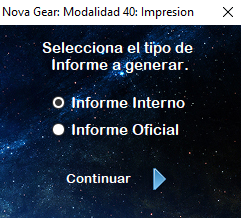 Nova Gear: Modalidad 40: Impresion
Selecciona el tipo de
Informe a generar.
Informe Interno
Informe Oficial
Continuar